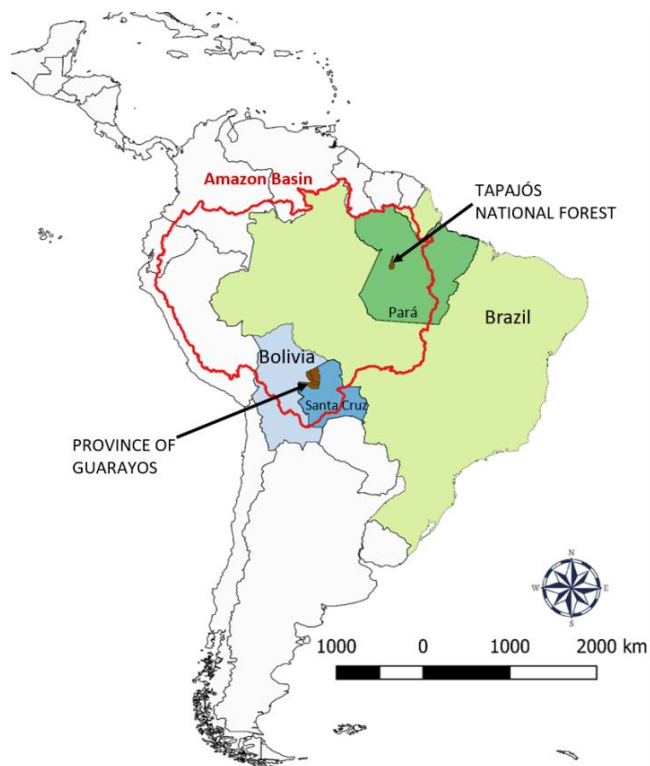 Amazon Basin
TAPAJÓS
NATIONAL FOREST
Pará
Brazil
Bolivia
Santa Cruz
PROVINCE OF
GUARAYOS
N
W
E
S
1000 0 1000 2000 km